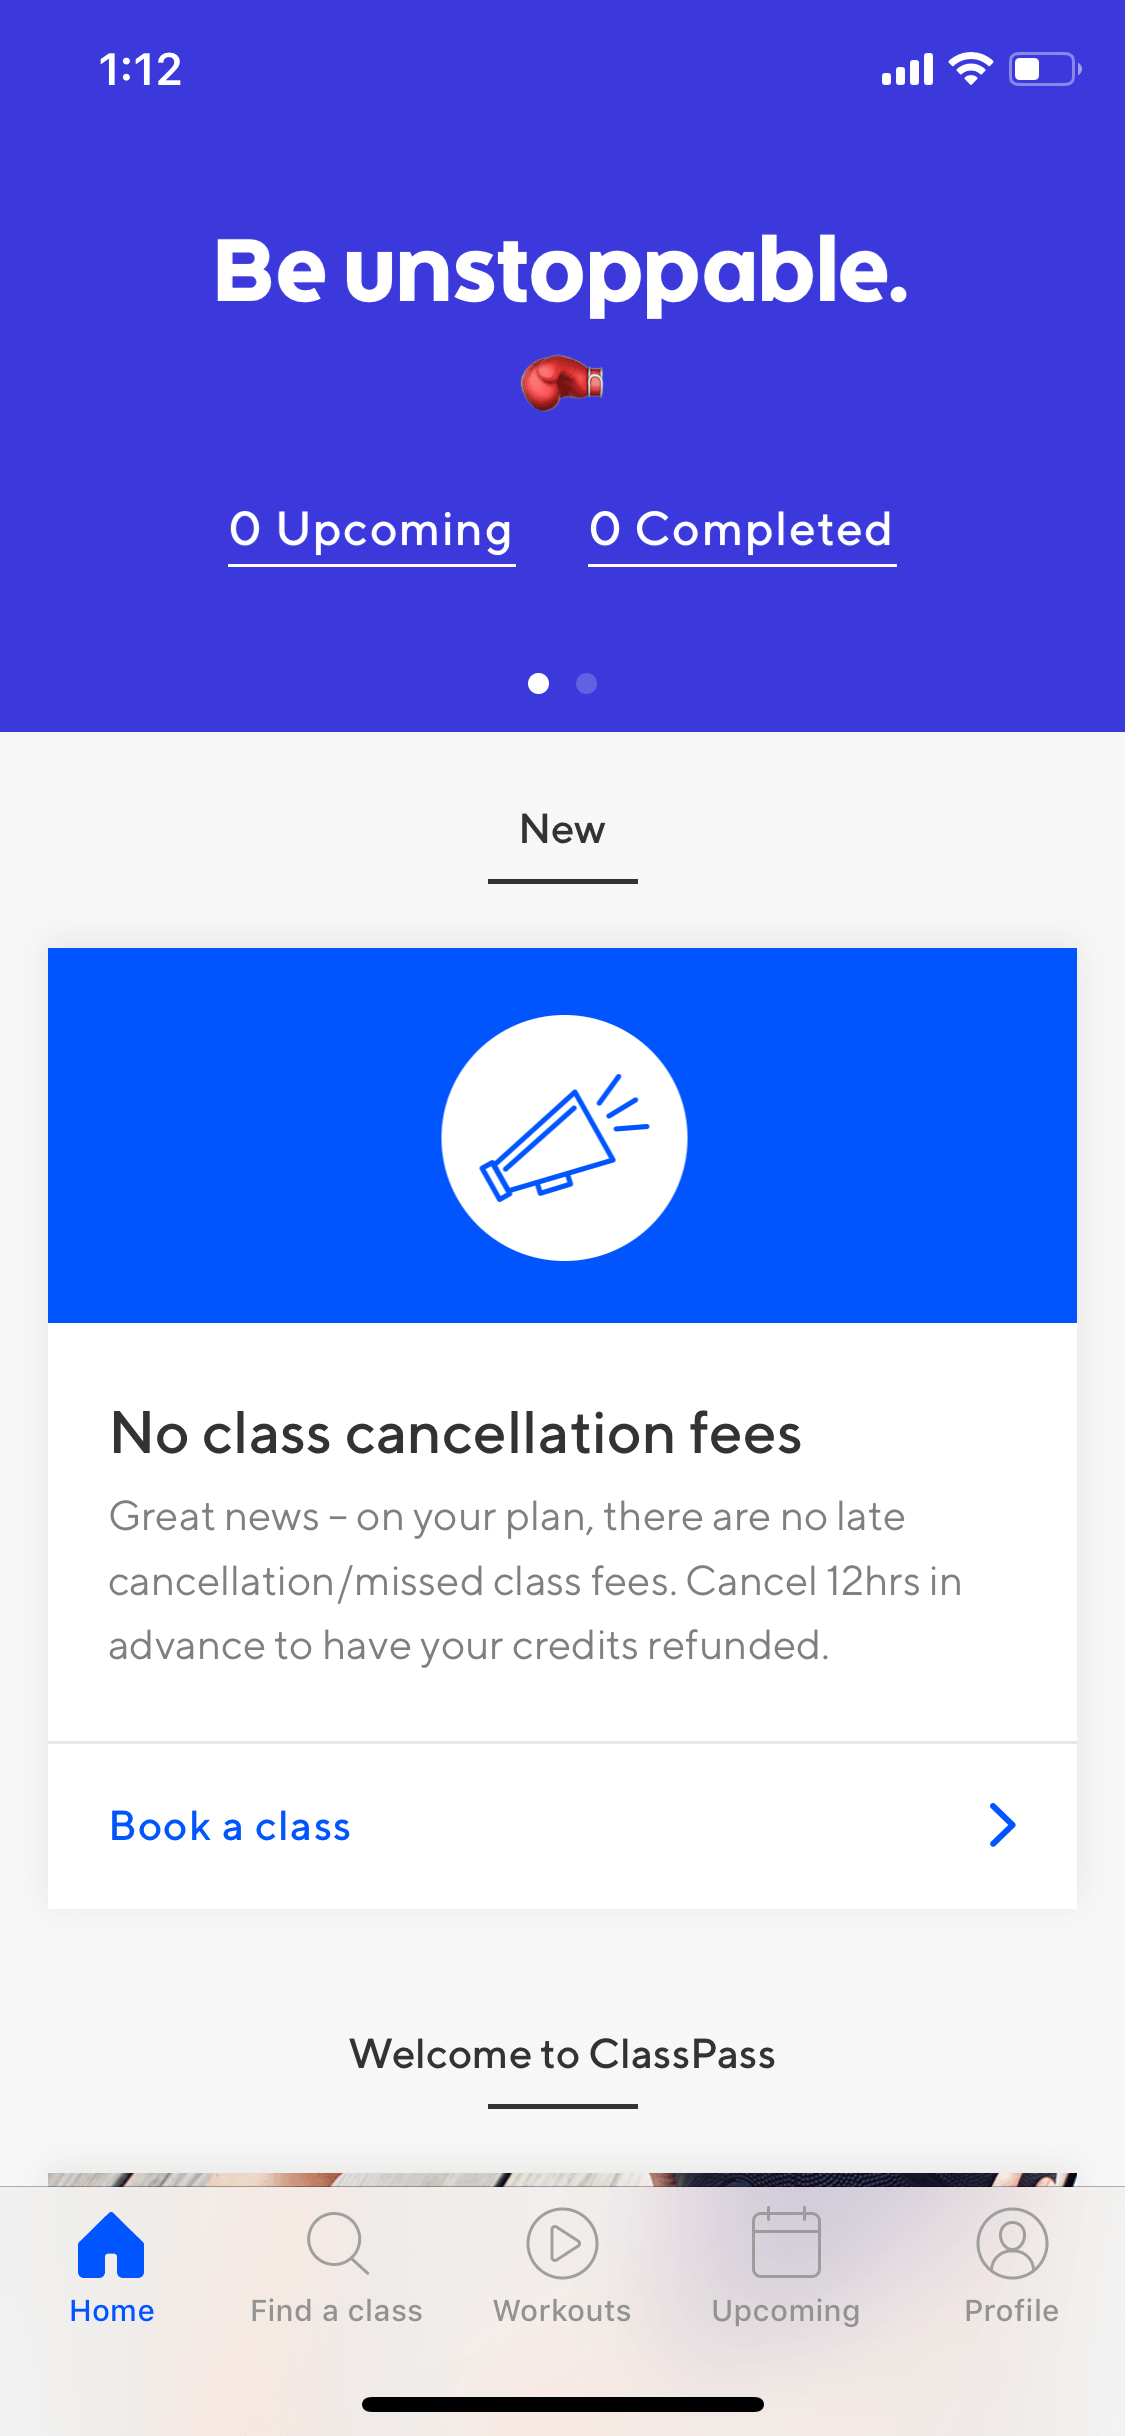 1:12
Be unstoppable.
0 Upcoming 0 Completed
New
No class cancellation fees
Great news – on your plan, there are no late
cancellation/missed class fees. Cancel 12hrs in
advance to have your credits refunded.
Book a class
Welcome to ClassPass
Home Find a class Workouts Upcoming Profile